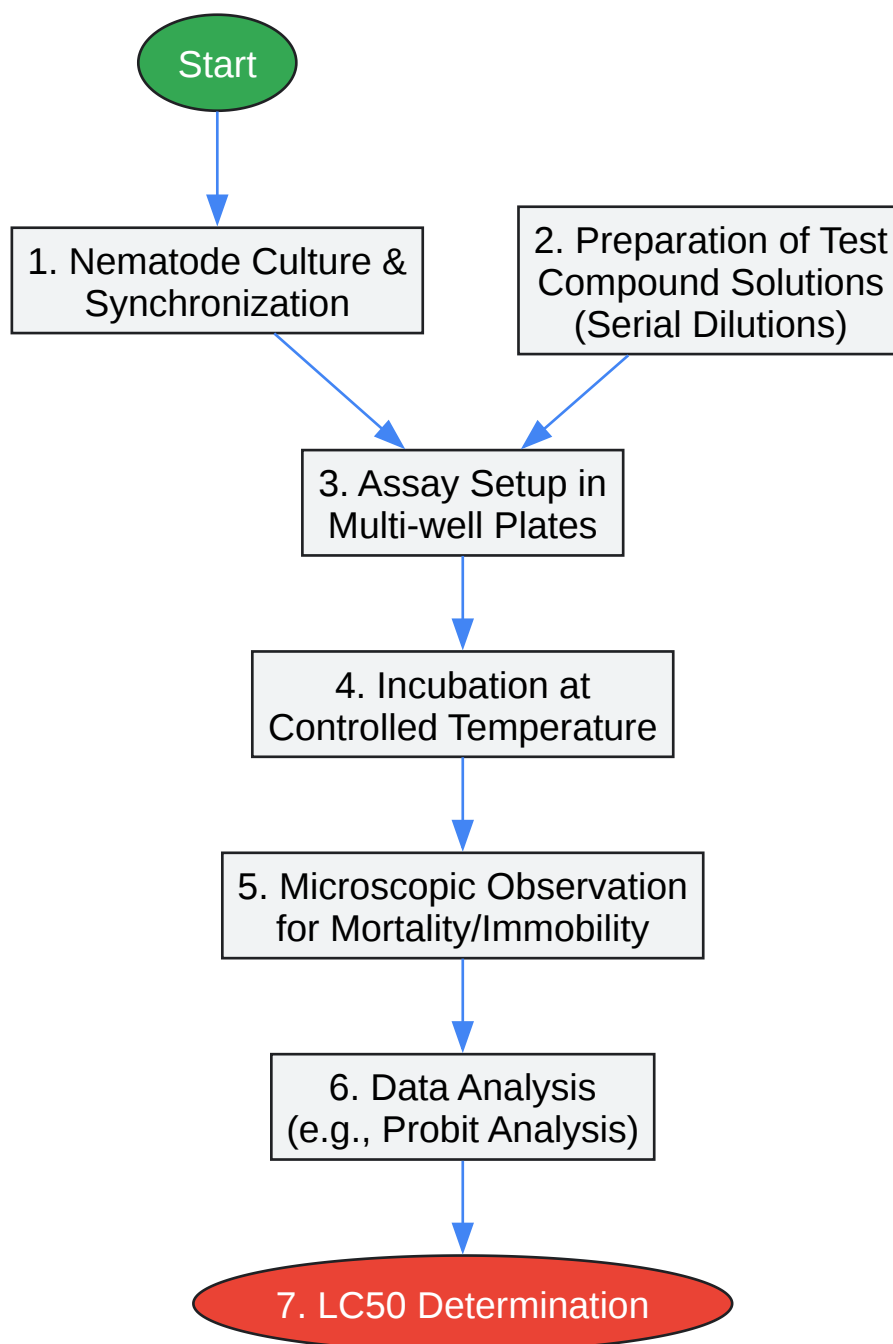 Start
1. Nematode Culture &
Synchronization
2. Preparation of Test
Compound Solutions
(Serial Dilutions)
3. Assay Setup in
Multi-well Plates
4. Incubation at
Controlled Temperature
5. Microscopic Observation
for Mortality/Immobility
6. Data Analysis
(e.g., Probit Analysis)
7. LC50 Determination